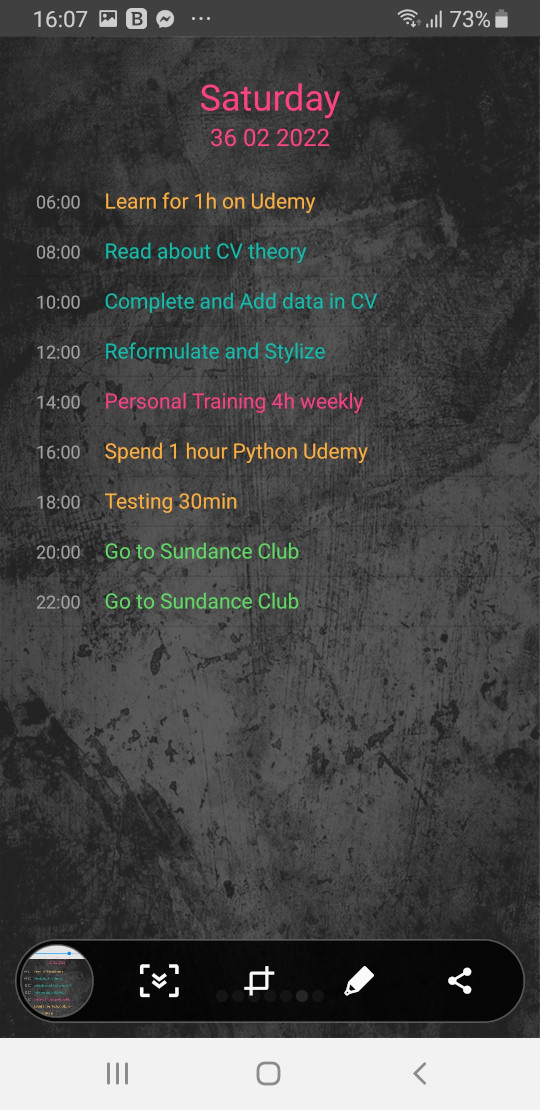 16:07 B ... 73%
Saturday
36 02 2022
06:00 Learn for 1h on Udemy
08:00 Read about CV theory
10:00 Complete and Add data in CV
12:00 Reformulate and Stylize
14:00 Personal Training 4h weekly
16:00 Spend 1 hour Python Udemy
18:00 Testing 30min
20:00 Go to Sundance Club
22:00 Go to Sundance Club